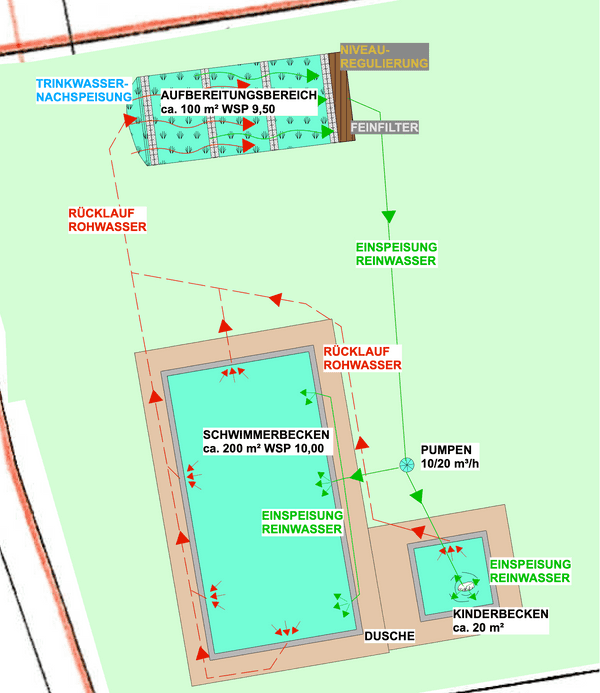 NIVEAU-
REGULIERUNG
TRINKWASSER-
NACHSPEISUNG
AUFBEREITUNGSBEREICH
ca. 100 m² WSP 9,50
FEINFILTER
RÜCKLAUF
ROHWASSER
EINSPEISUNG
REINWASSER
RÜCKLAUF
ROHWASSER
SCHWIMMERBECKEN
ca. 200 m² WSP 10,00
PUMPEN
10/20 m³/h
EINSPEISUNG
REINWASSER
EINSPEISUNG
REINWASSER
KINDERBECKEN
ca. 20 m²
DUSCHE